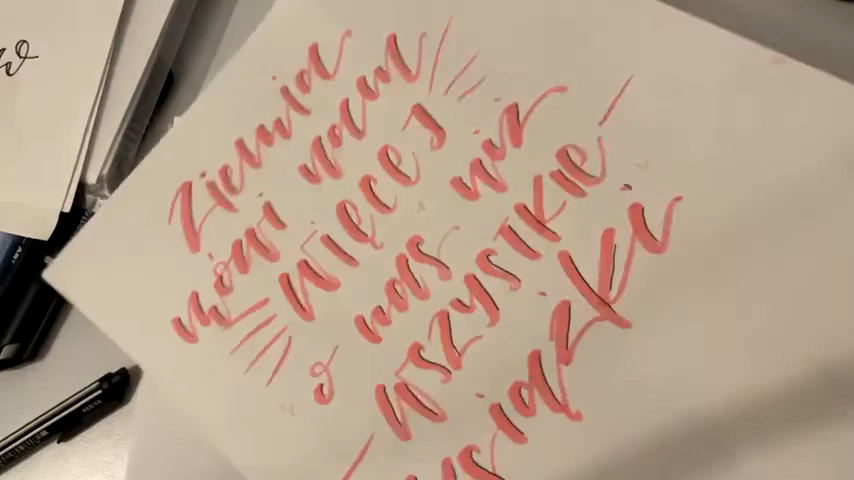 Ziemia
mówi nam
WIĘCEJ
o nas niż
WSZYSTKIE
książki